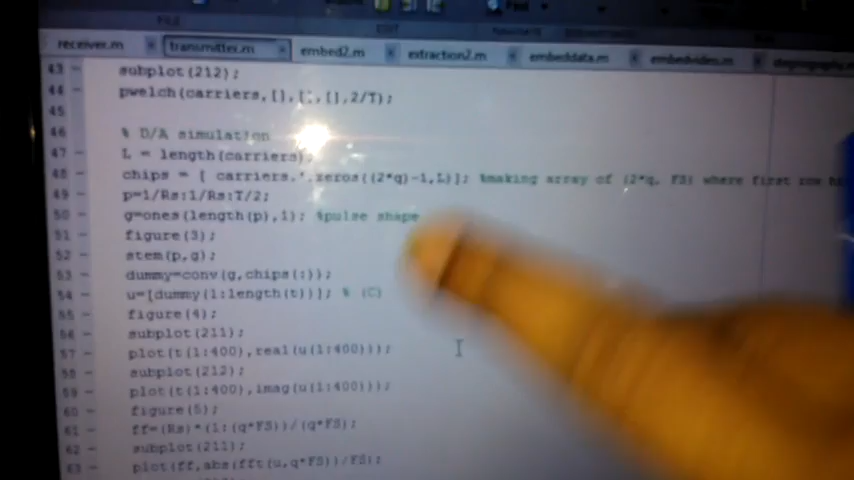 FILE EDIT
receiver.m transmitter.m embed2.m extraction2.m embeddata.m embedvideo.m
43 subplot(212);
44 pwelch(carriers,[],[],[],2/T);
45
46 % D/A simulation
47 L = length(carriers);
48 chips = [ carriers.';zeros((2*q)-1,L)]; %making array of (2*q, FS) where first row
49 p=1/Rs:1/Rs:T/2;
50 g=ones(length(p),1); %pulse shape
51 figure(3);
52 stem(p,g);
53 dummy=conv(g,chips(:));
54 u=[dummy(1:length(t))]; % (C)
55 figure(4);
56 subplot(211);
57 plot(t(1:400),real(u(1:400)));
58 subplot(212);
59 plot(t(1:400),imag(u(1:400)));
60 figure(5);
61 ff=(Rs)*(1:(q*FS))/(q*FS);
62 subplot(211);
63 plot(ff,abs(fft(u,q*FS))/FS);